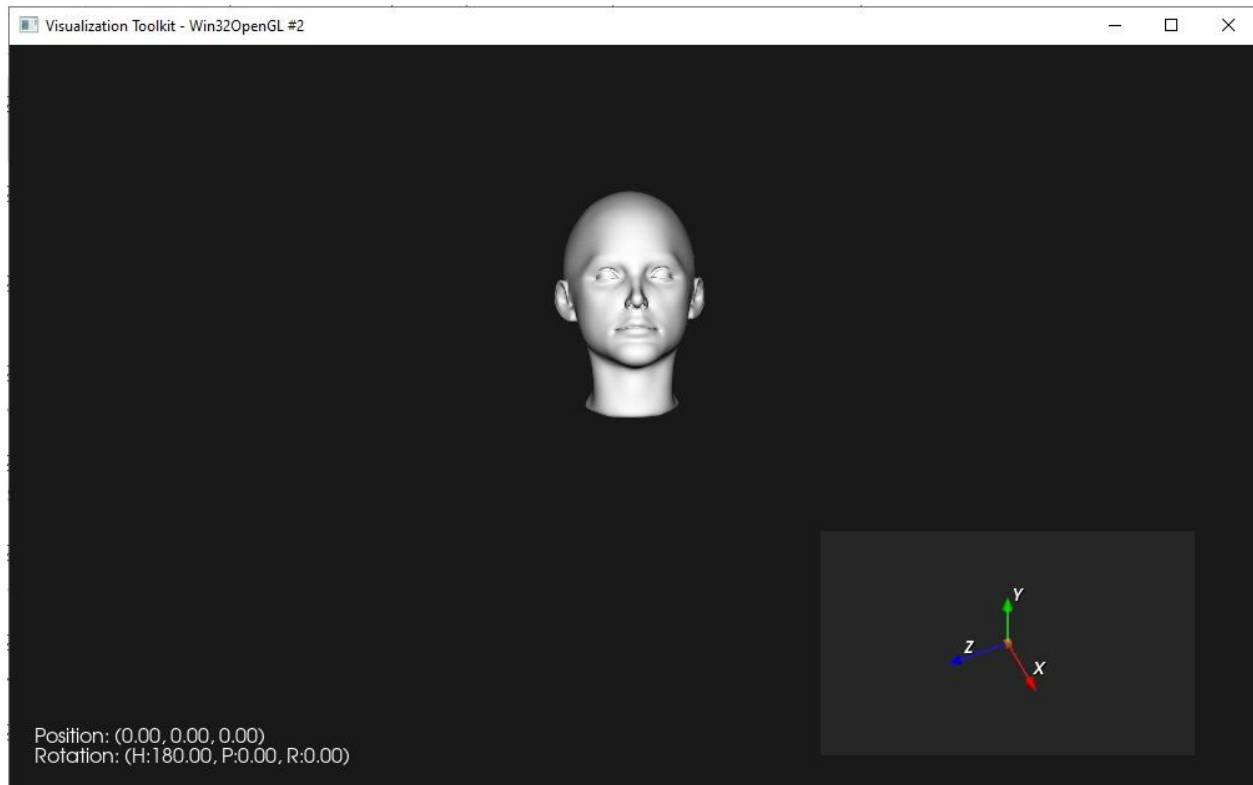 Visualization Toolkit - Win32OpenGL #2
Y
Z
X
Position: (0.00, 0.00, 0.00)
Rotation: (H:180.00, P:0.00, R:0.00)